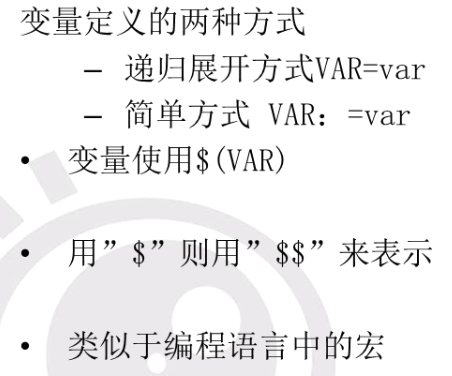 变量定义的两种方式
– 递归展开方式VAR=var
– 简单方式 VAR：=var
• 变量使用$(VAR)
• 用”$”则用”$$”来表示
• 类似于编程语言中的宏